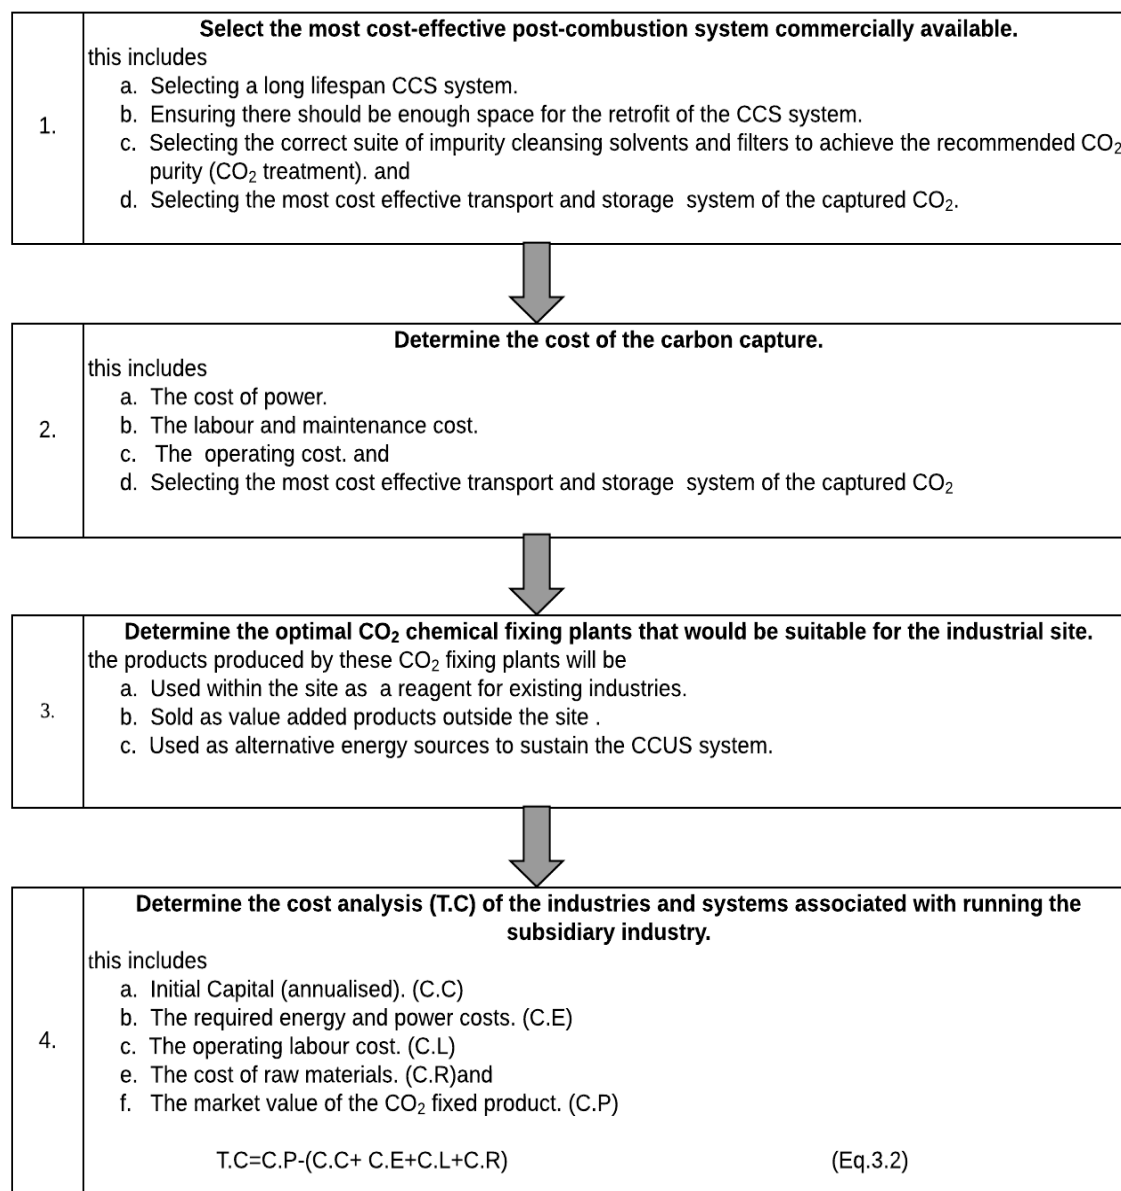 Select the most cost-effective post-combustion system commercially available.
this includes
a. Selecting a long lifespan CCS system.
b. Ensuring there should be enough space for the retrofit of the CCS system.
1.
c. Selecting the correct suite of impurity cleansing solvents and filters to achieve the recommended CO₂
purity (CO₂ treatment). and
d. Selecting the most cost effective transport and storage system of the captured CO₂.
Determine the cost of the carbon capture.
this includes
a. The cost of power.
2.
b. The labour and maintenance cost.
c. The operating cost. and
d. Selecting the most cost effective transport and storage system of the captured CO₂
Determine the optimal CO₂ chemical fixing plants that would be suitable for the industrial site.
the products produced by these CO₂ fixing plants will be
a. Used within the site as a reagent for existing industries.
3.
b. Sold as value added products outside the site .
c. Used as alternative energy sources to sustain the CCUS system.
Determine the cost analysis (T.C) of the industries and systems associated with running the
subsidiary industry.
this includes
a. Initial Capital (annualised). (C.C)
b. The required energy and power costs. (C.E)
4.
c. The operating labour cost. (C.L)
e. The cost of raw materials. (C.R)and
f. The market value of the CO₂ fixed product. (C.P)
T.C=C.P-(C.C+ C.E+C.L+C.R) (Eq.3.2)